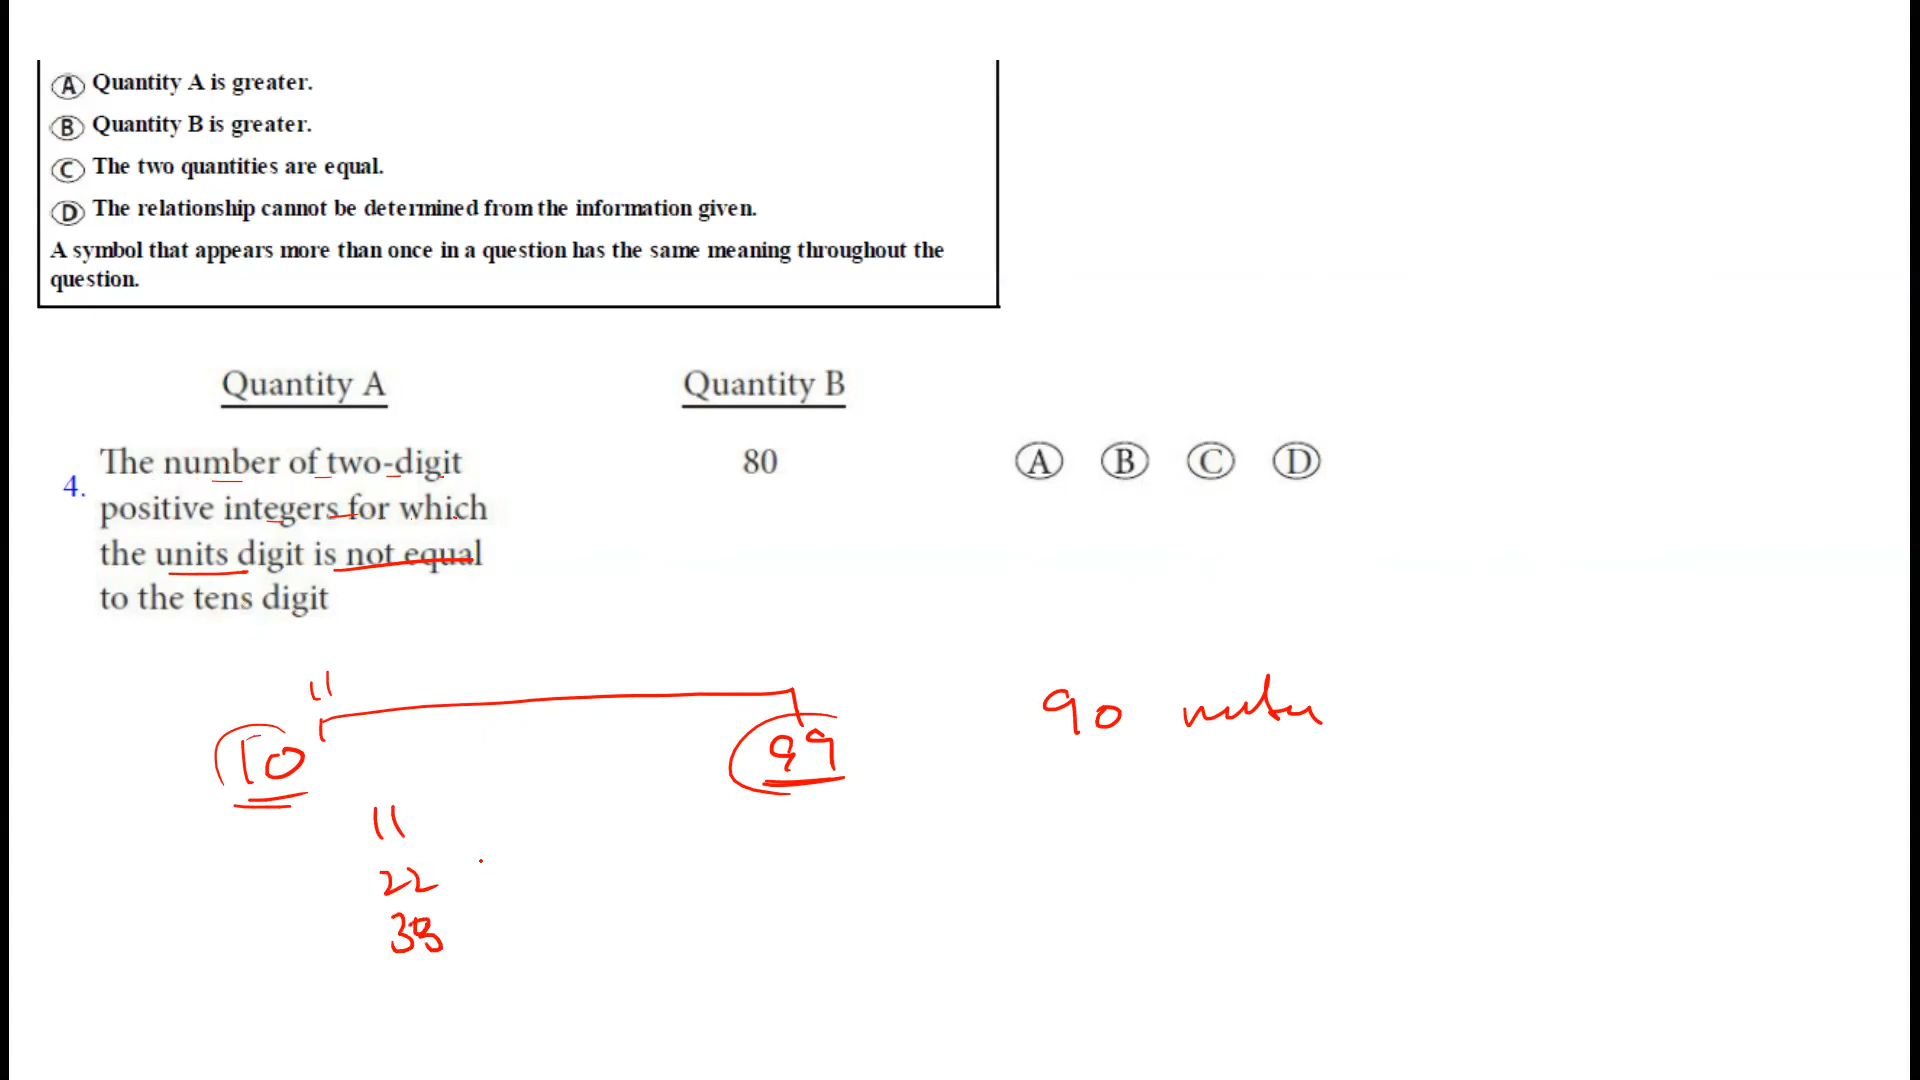 A Quantity A is greater.
B Quantity B is greater.
C The two quantities are equal.
D The relationship cannot be determined from the information given.
A symbol that appears more than once in a question has the same meaning throughout the
question.
Quantity A
Quantity B
4.
The number of two-digit
positive integers for which
the units digit is not equal
to the tens digit
80
A B C D
11
10
99
90
11
22
33